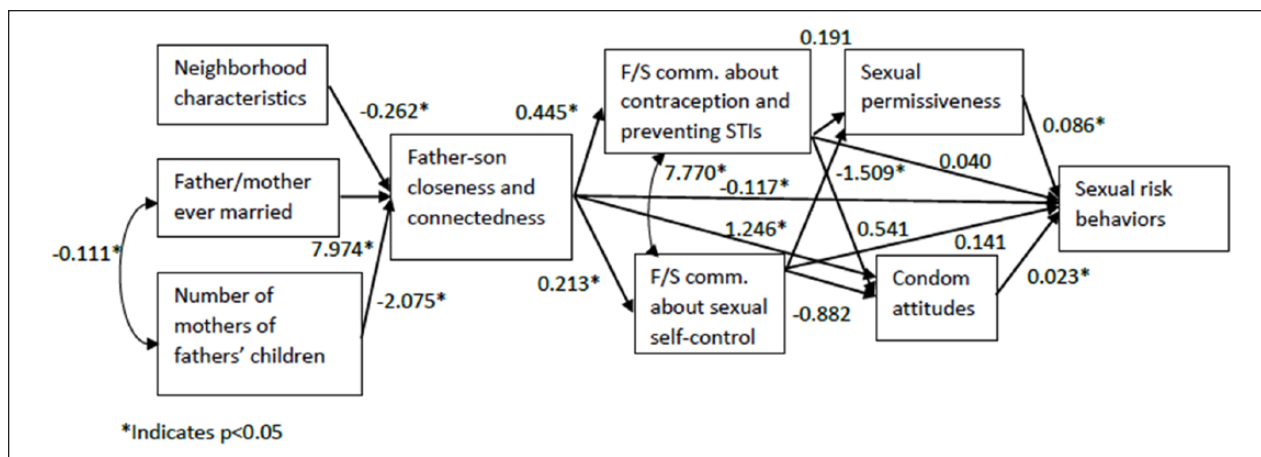 Neighborhood
characteristics
-0.262*
Father/mother
ever married
7.974*
-0.111*
Number of
mothers of
fathers’ children
-2.075*
Father-son
closeness and
connectedness
0.445*
0.213*
F/S comm. about
contraception and
preventing STIs
7.770*
F/S comm.
about sexual
self-control
0.191
Sexual
permissiveness
0.086*
0.040
-1.509*
-0.117*
1.246*
0.541
0.141
-0.882
Condom
attitudes
0.023*
Sexual risk
behaviors
*Indicates p<0.05